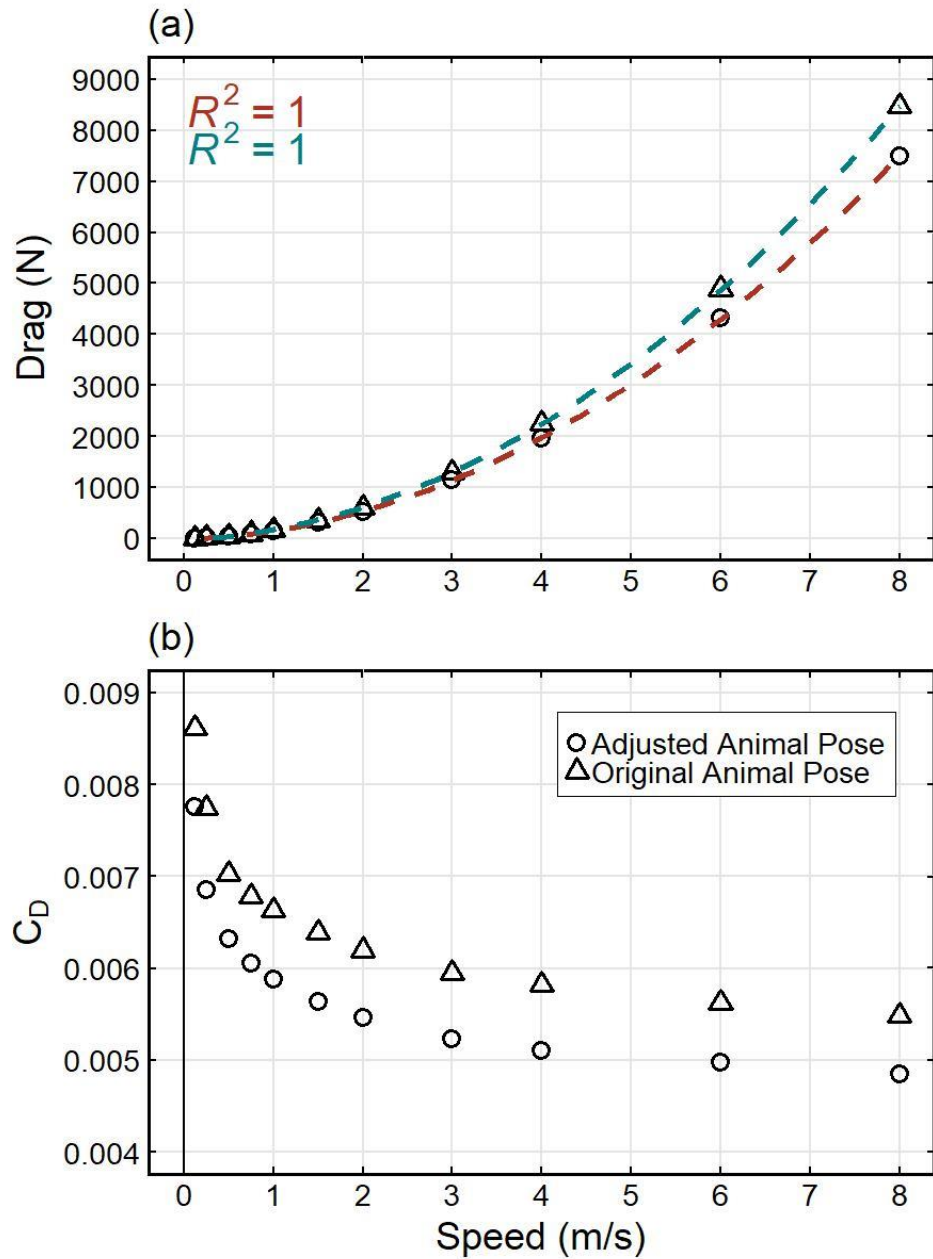 (a)
9000
8000
7000
6000
5000
4000
3000
2000
1000
0
Drag (N)
R² = 1
R² = 1
0 1 2 3 4 5 6 7 8
(b)
0.009
0.008
0.007
0.006
0.005
0.004
C_D
Adjusted Animal Pose
Original Animal Pose
0 1 2 3 4 5 6 7 8
Speed (m/s)